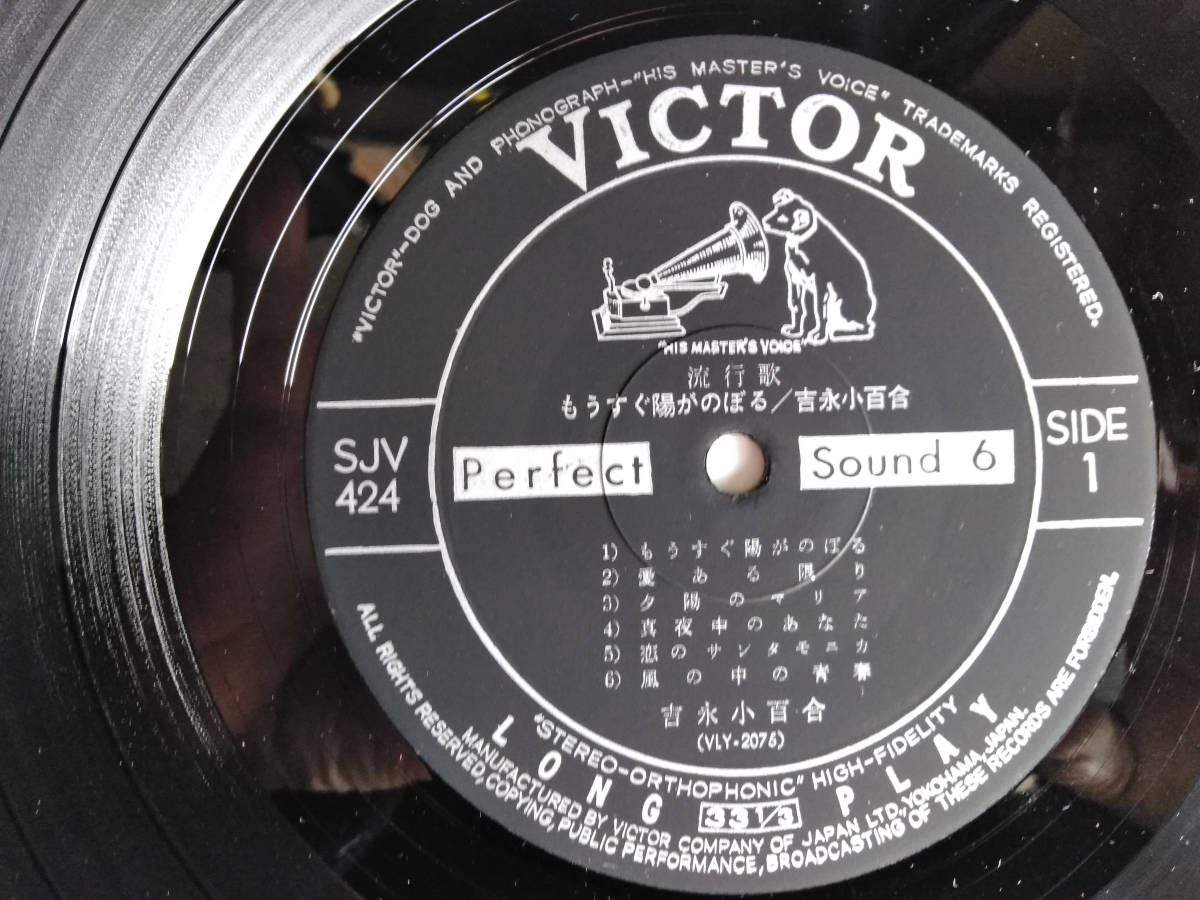 "VICTOR"–DOG AND PHONOGRAPH–"HIS MASTER'S VOICE" TRADEMARKS REGISTERED.
VICTOR
"HIS MASTER'S VOICE"
流行歌
もうすぐ陽がのぼる/吉永小百合
SJV
424
Perfect
Sound 6
SIDE
1
1) もうすぐ陽がのぼる
2) 愛ある限り
3) 夕陽のマリア
4) 真夜中のあなた
5) 恋のサンタモニカ
6) 風の中の青春
吉永小百合
(VLY-2075)
"STEREO-ORTHOPHONIC" HIGH-FIDELITY
LONG 33 1/3 PLAY
MANUFACTURED BY VICTOR COMPANY OF JAPAN LTD., YOKOHAMA, JAPAN.
ALL RIGHTS RESERVED, COPYING, PUBLIC PERFORMANCE, BROADCASTING OF THESE RECORDS ARE FORBIDDEN.